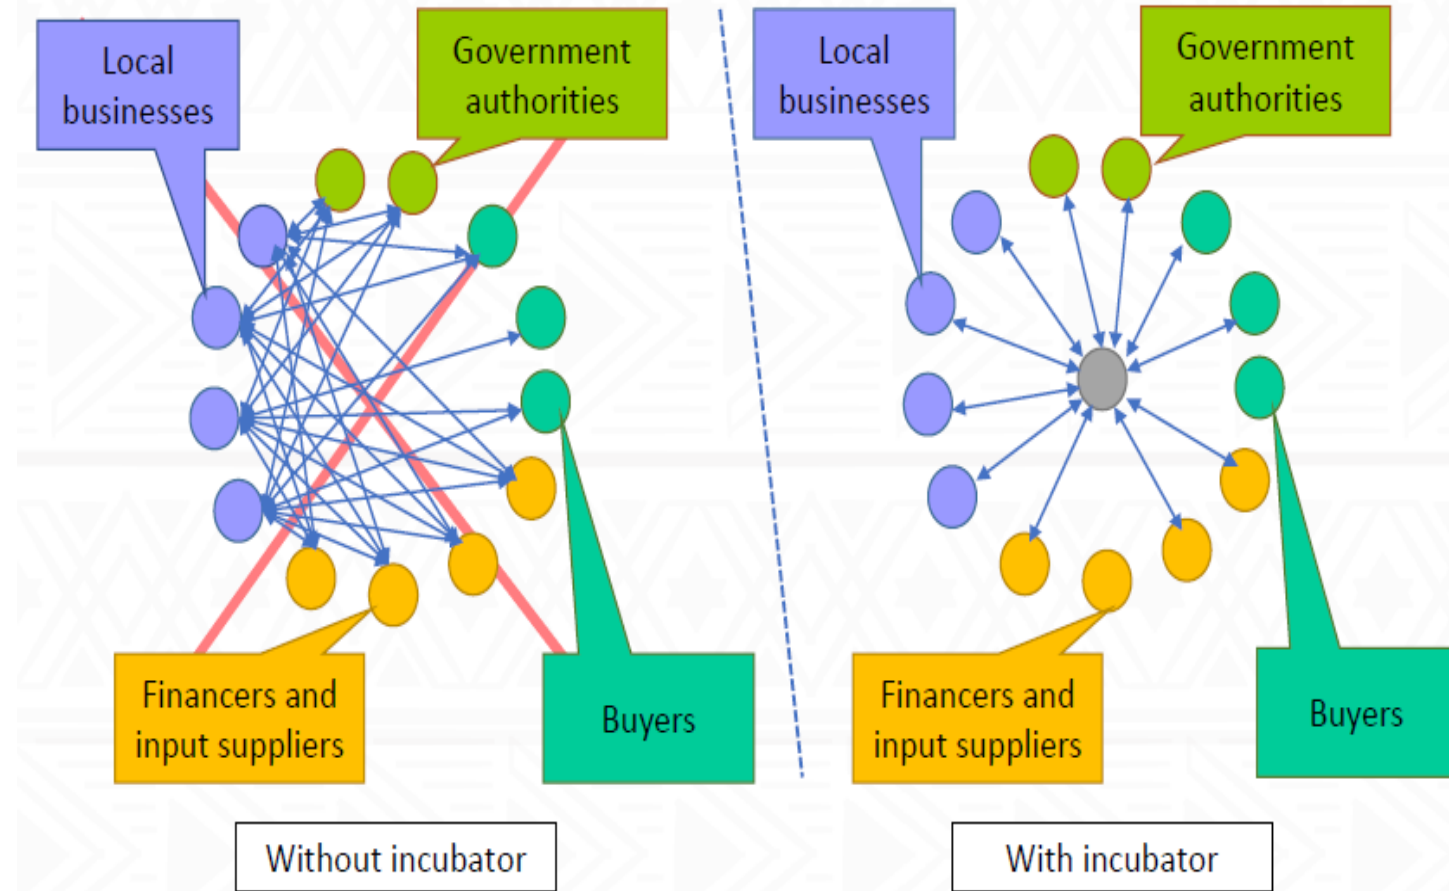 Local
businesses
Government
authorities
Financers and
input suppliers
Buyers
Without incubator
Local
businesses
Government
authorities
Financers and
input suppliers
Buyers
With incubator